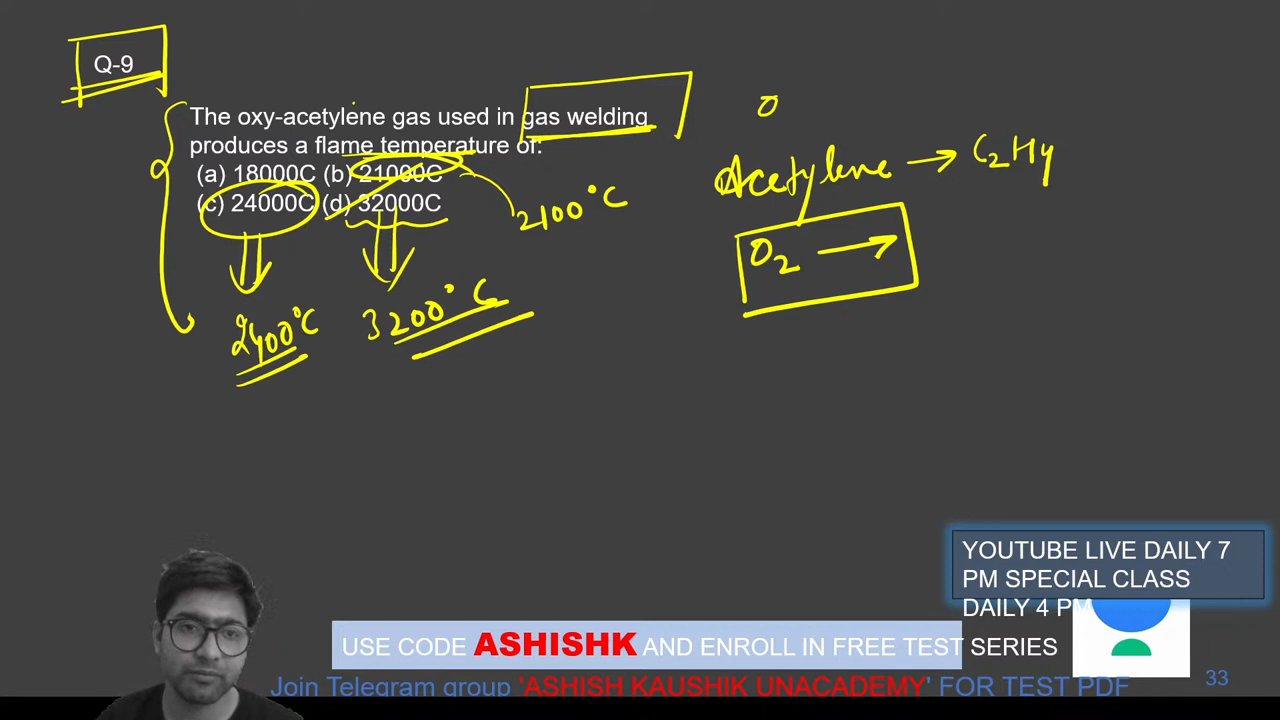 Q-9
The oxy-acetylene gas used in gas welding
produces a flame temperature of:
(a) 18000C (b) 21000C
(c) 24000C (d) 32000C
2100°C
2400°C
3200°C
O
Acetylene → C2H4
O2 →
YOUTUBE LIVE DAILY 7
PM SPECIAL CLASS
DAILY 4 PM
USE CODE ASHISHK AND ENROLL IN FREE TEST SERIES
Join Telegram group 'ASHISH KAUSHIK UNACADEMY' FOR TEST PDF
33